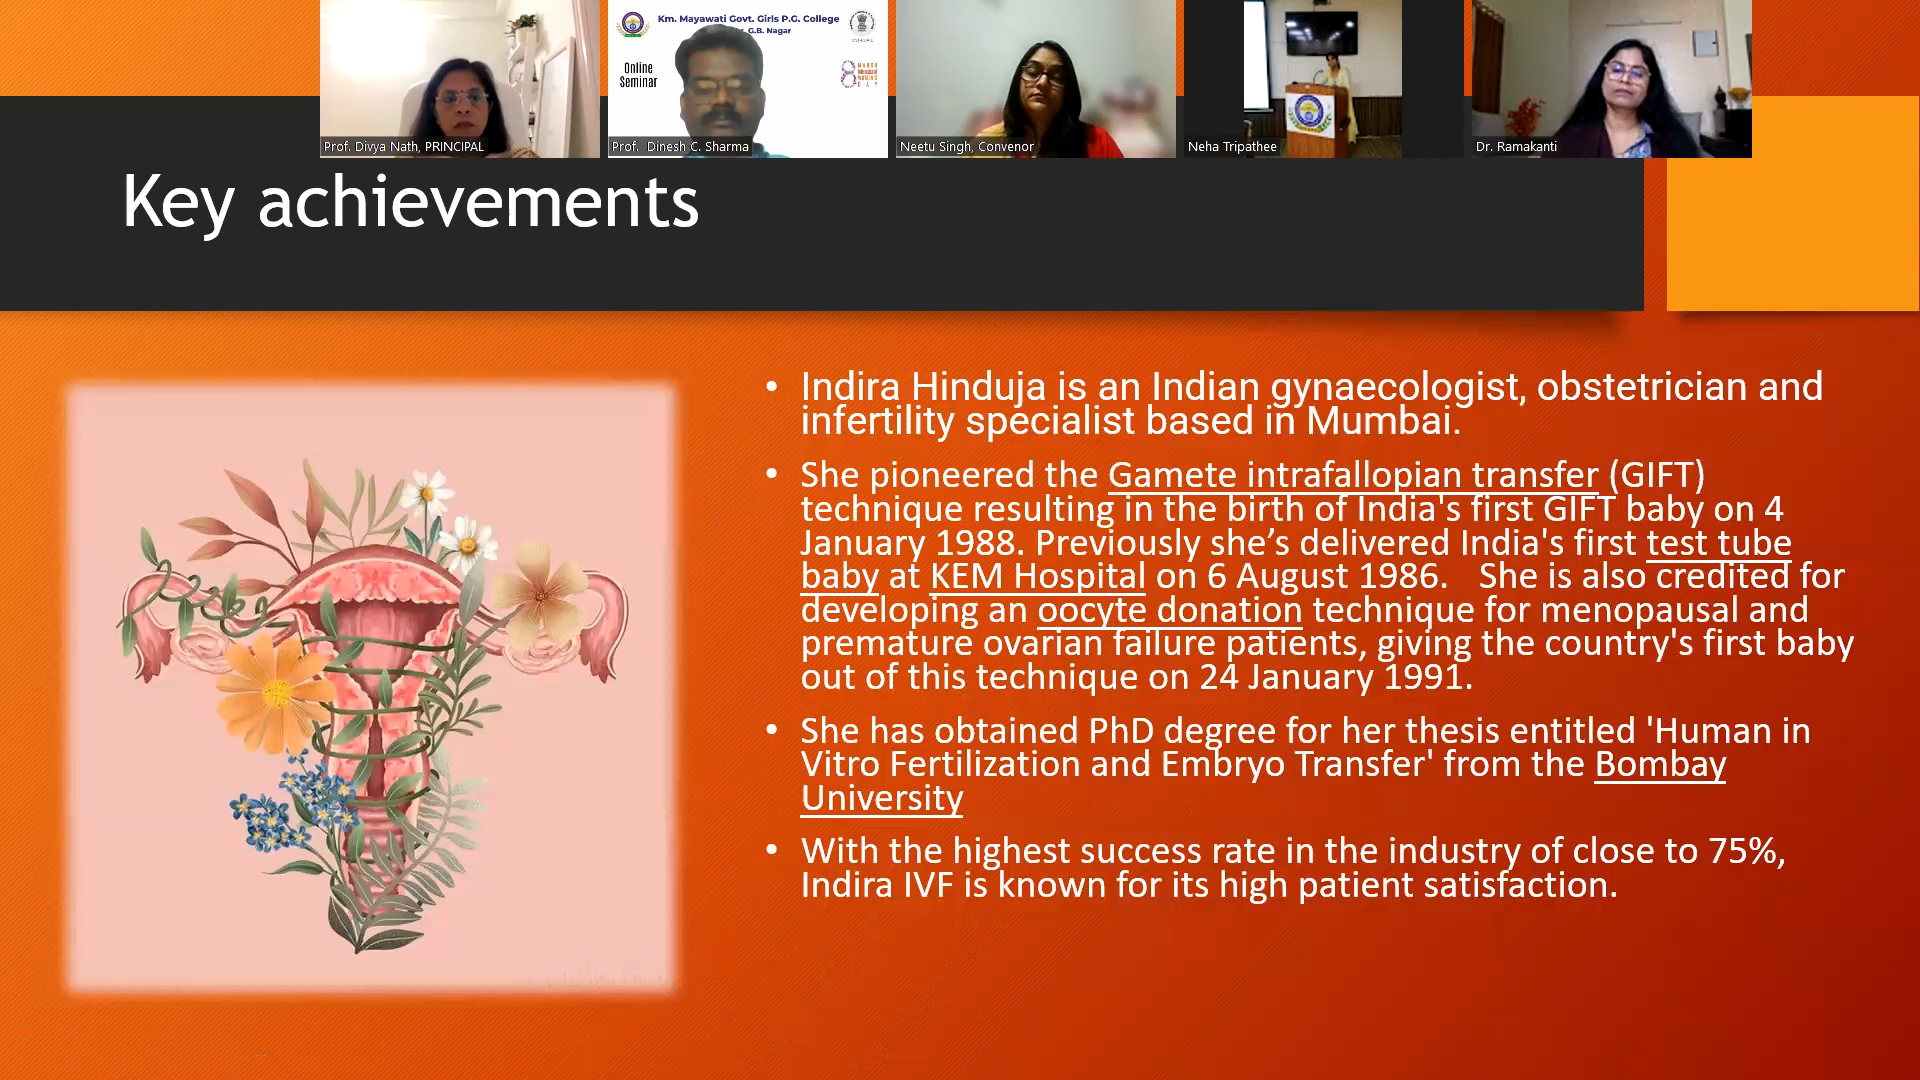 Km. Mayawati Govt. Girls P.G. College
G.B. Nagar
Online
Seminar
8 MARCH
Prof. Divya Nath, PRINCIPAL
Prof. Dinesh C. Sharma
Neetu Singh, Convenor
Neha Tripathee
Dr. Ramakanti
Key achievements
• Indira Hinduja is an Indian gynaecologist, obstetrician and
infertility specialist based in Mumbai.
• She pioneered the Gamete intrafallopian transfer (GIFT)
technique resulting in the birth of India's first GIFT baby on 4
January 1988. Previously she’s delivered India's first test tube
baby at KEM Hospital on 6 August 1986. She is also credited for
developing an oocyte donation technique for menopausal and
premature ovarian failure patients, giving the country's first baby
out of this technique on 24 January 1991.
• She has obtained PhD degree for her thesis entitled 'Human in
Vitro Fertilization and Embryo Transfer' from the Bombay
University
• With the highest success rate in the industry of close to 75%,
Indira IVF is known for its high patient satisfaction.